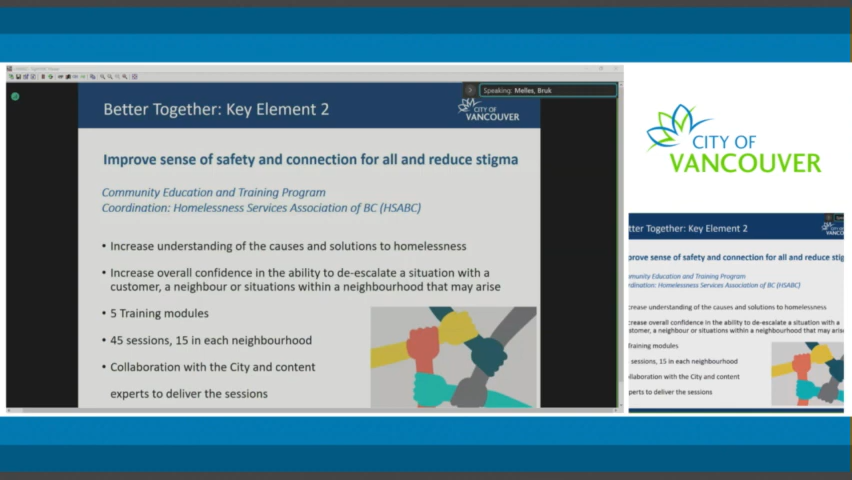 Speaking: Melles, Bruk
Better Together: Key Element 2
CITY OF
VANCOUVER
Improve sense of safety and connection for all and reduce stigma
Community Education and Training Program
Coordination: Homelessness Services Association of BC (HSABC)
• Increase understanding of the causes and solutions to homelessness
• Increase overall confidence in the ability to de-escalate a situation with a
customer, a neighbour or situations within a neighbourhood that may arise
• 5 Training modules
• 45 sessions, 15 in each neighbourhood
• Collaboration with the City and content
experts to deliver the sessions
CITY OF
VANCOUVER
tter Together: Key Element 2
prove sense of safety and connection for all and reduce stig
mmunity Education and Training Program
rdination: Homelessness Services Association of BC (HSABC)
crease understanding of the causes and solutions to homelessness
crease overall confidence in the ability to de-escalate a situation with a
stomer, a neighbour or situations within a neighbourhood that may aris
Training modules
sessions, 15 in each neighbourhood
llaboration with the City and content
perts to deliver the sessions